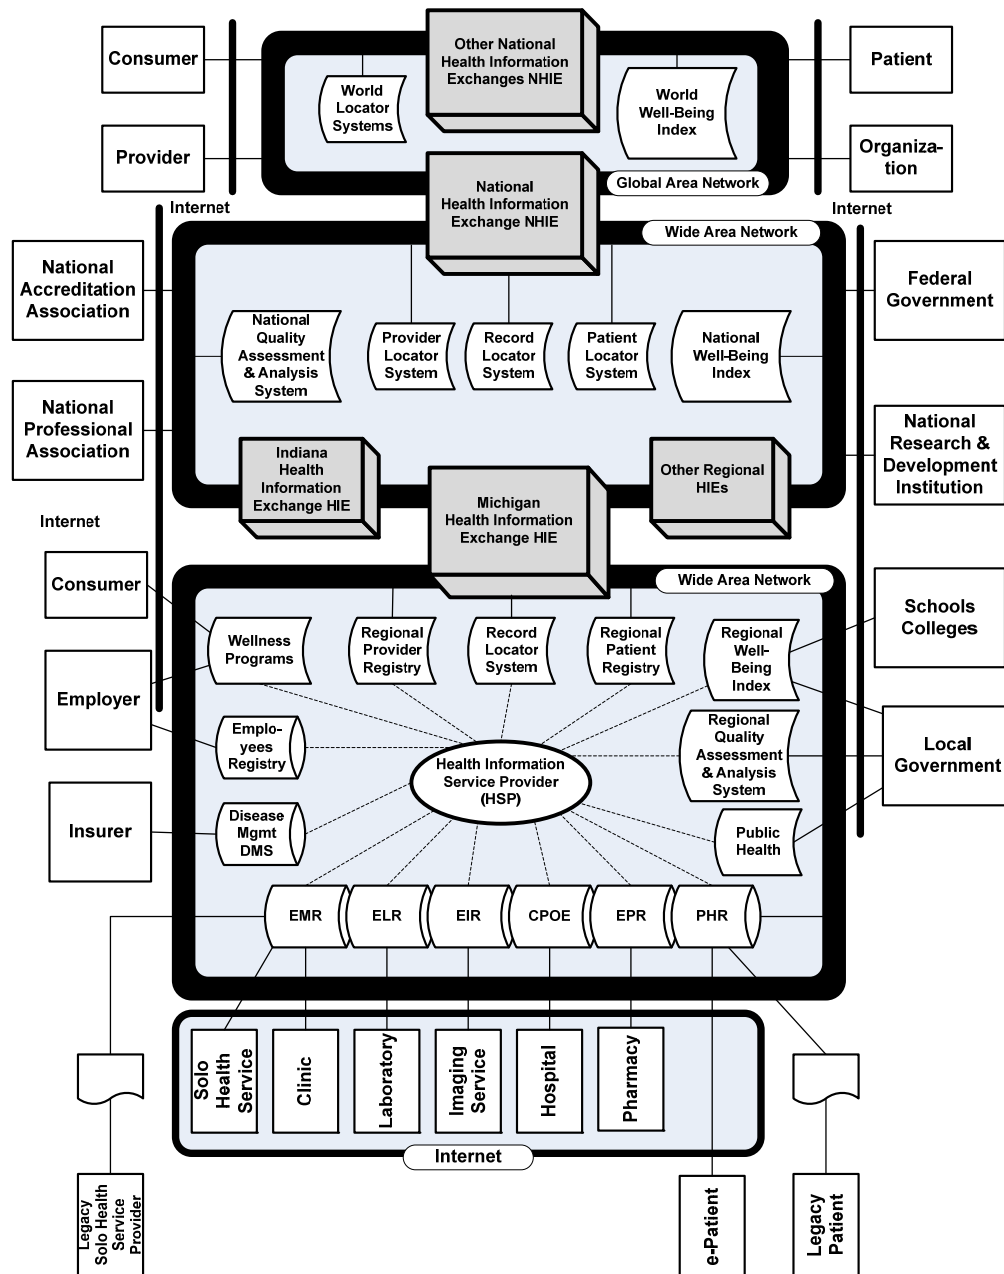 Consumer
Other National
Health Information
Exchanges NHIE
Patient
World
Locator
Systems
World
Well-Being
Index
Provider
Organiza-
tion
Global Area Network
National
Health Information
Exchange NHIE
Internet
Internet
Wide Area Network
National
Accreditation
Association
Federal
Government
National
Quality
Assessment
& Analysis
System
Provider
Locator
System
Record
Locator
System
Patient
Locator
System
National
Well-Being
Index
National
Professional
Association
National
Research &
Development
Institution
Indiana
Health
Information
Exchange HIE
Michigan
Health Information
Exchange HIE
Other Regional
HIEs
Internet
Wide Area Network
Consumer
Schools
Colleges
Wellness
Programs
Regional
Provider
Registry
Record
Locator
System
Regional
Patient
Registry
Regional
Well-
Being
Index
Employer
Emplo-
yees
Registry
Health Information
Service Provider
(HSP)
Regional
Quality
Assessment
& Analysis
System
Local
Government
Insurer
Disease
Mgmt
DMS
Public
Health
EMR
ELR
EIR
CPOE
EPR
PHR
Solo
Health
Service
Clinic
Laboratory
Imaging
Service
Hospital
Pharmacy
Internet
Legacy
Solo Health
Service
Provider
e-Patient
Legacy
Patient